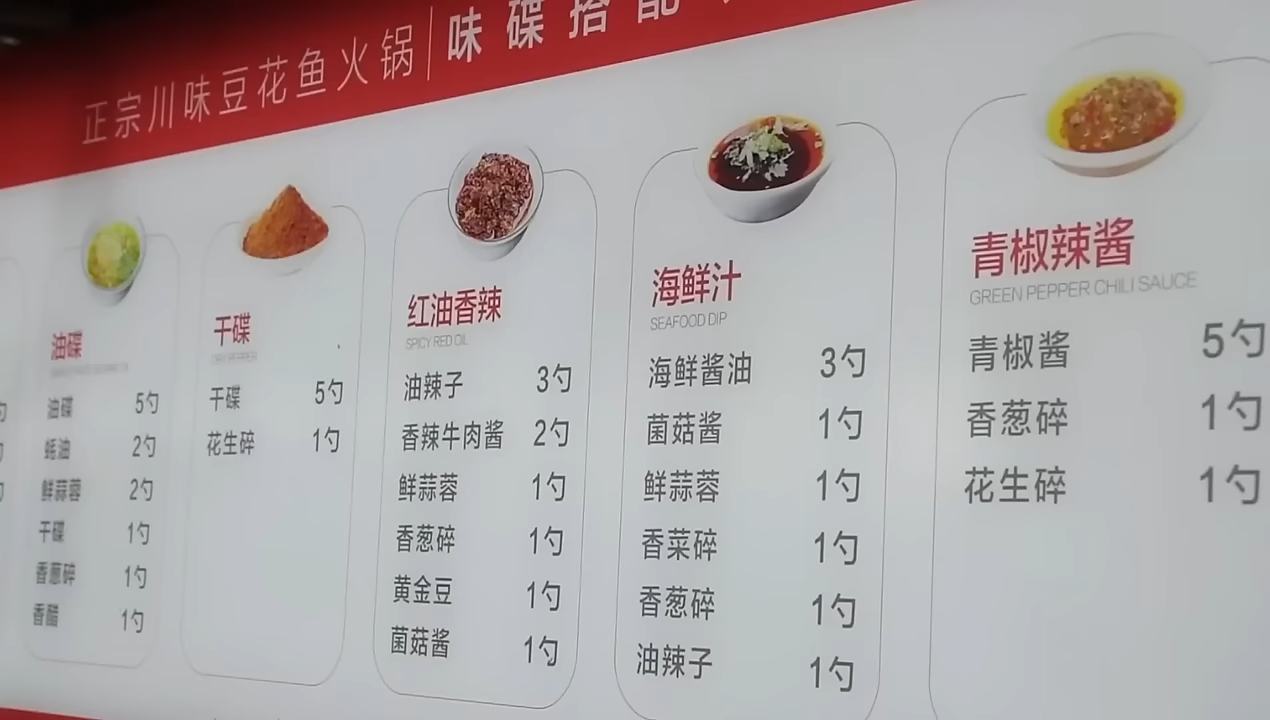 正宗川味豆花鱼火锅 味碟搭配
油碟
油碟 5勺
蚝油 2勺
鲜蒜蓉 2勺
干碟 1勺
香葱碎 1勺
香醋 1勺
干碟
干碟 5勺
花生碎 1勺
红油香辣
SPICY RED OIL
油辣子 3勺
香辣牛肉酱 2勺
鲜蒜蓉 1勺
香葱碎 1勺
黄金豆 1勺
菌菇酱 1勺
海鲜汁
SEAFOOD DIP
海鲜酱油 3勺
菌菇酱 1勺
鲜蒜蓉 1勺
香菜碎 1勺
香葱碎 1勺
油辣子 1勺
青椒辣酱
GREEN PEPPER CHILI SAUCE
青椒酱 5勺
香葱碎 1勺
花生碎 1勺